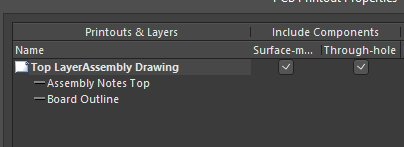 PCB Printout Properties
Printouts & Layers Include Components
Name Surface-m... Through-hole
Top LayerAssembly Drawing
Assembly Notes Top
Board Outline